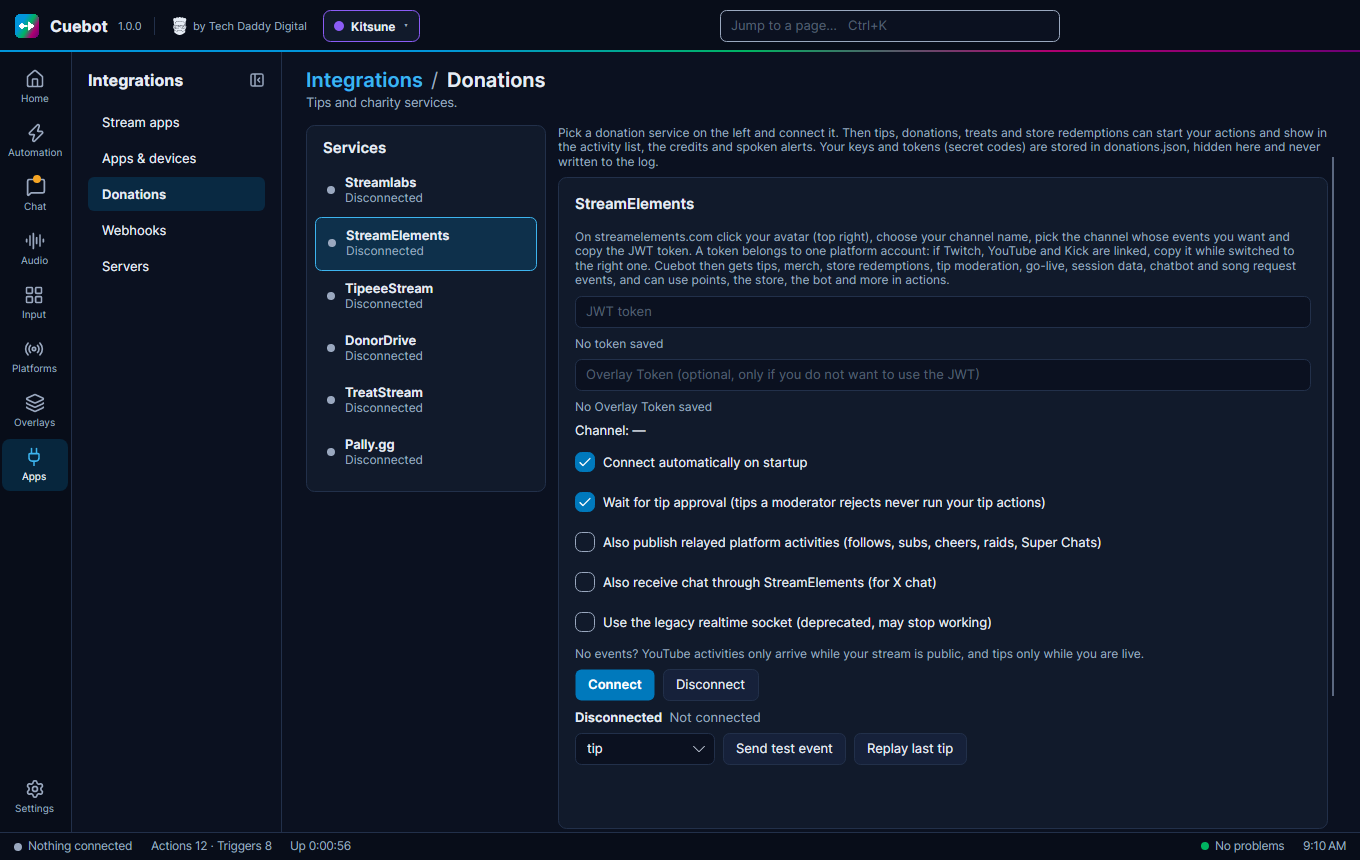 Cuebot 1.0.0 by Tech Daddy Digital Kitsune
Jump to a page... Ctrl+K
Home
Automation
Chat
Audio
Input
Platforms
Overlays
Apps
Settings
Integrations
Stream apps
Apps & devices
Donations
Webhooks
Servers
Integrations / Donations
Tips and charity services.
Services
Streamlabs
Disconnected
StreamElements
Disconnected
TipeeeStream
Disconnected
DonorDrive
Disconnected
TreatStream
Disconnected
Pally.gg
Disconnected
Pick a donation service on the left and connect it. Then tips, donations, treats and store redemptions can start your actions and show in
the activity list, the credits and spoken alerts. Your keys and tokens (secret codes) are stored in donations.json, hidden here and never
written to the log.
StreamElements
On streamelements.com click your avatar (top right), choose your channel name, pick the channel whose events you want and
copy the JWT token. A token belongs to one platform account: if Twitch, YouTube and Kick are linked, copy it while switched to
the right one. Cuebot then gets tips, merch, store redemptions, tip moderation, go-live, session data, chatbot and song request
events, and can use points, the store, the bot and more in actions.
JWT token
No token saved
Overlay Token (optional, only if you do not want to use the JWT)
No Overlay Token saved
Channel: —
Connect automatically on startup
Wait for tip approval (tips a moderator rejects never run your tip actions)
Also publish relayed platform activities (follows, subs, cheers, raids, Super Chats)
Also receive chat through StreamElements (for X chat)
Use the legacy realtime socket (deprecated, may stop working)
No events? YouTube activities only arrive while your stream is public, and tips only while you are live.
Connect Disconnect
Disconnected Not connected
tip Send test event Replay last tip
Nothing connected Actions 12 · Triggers 8 Up 0:00:56 No problems 9:10 AM